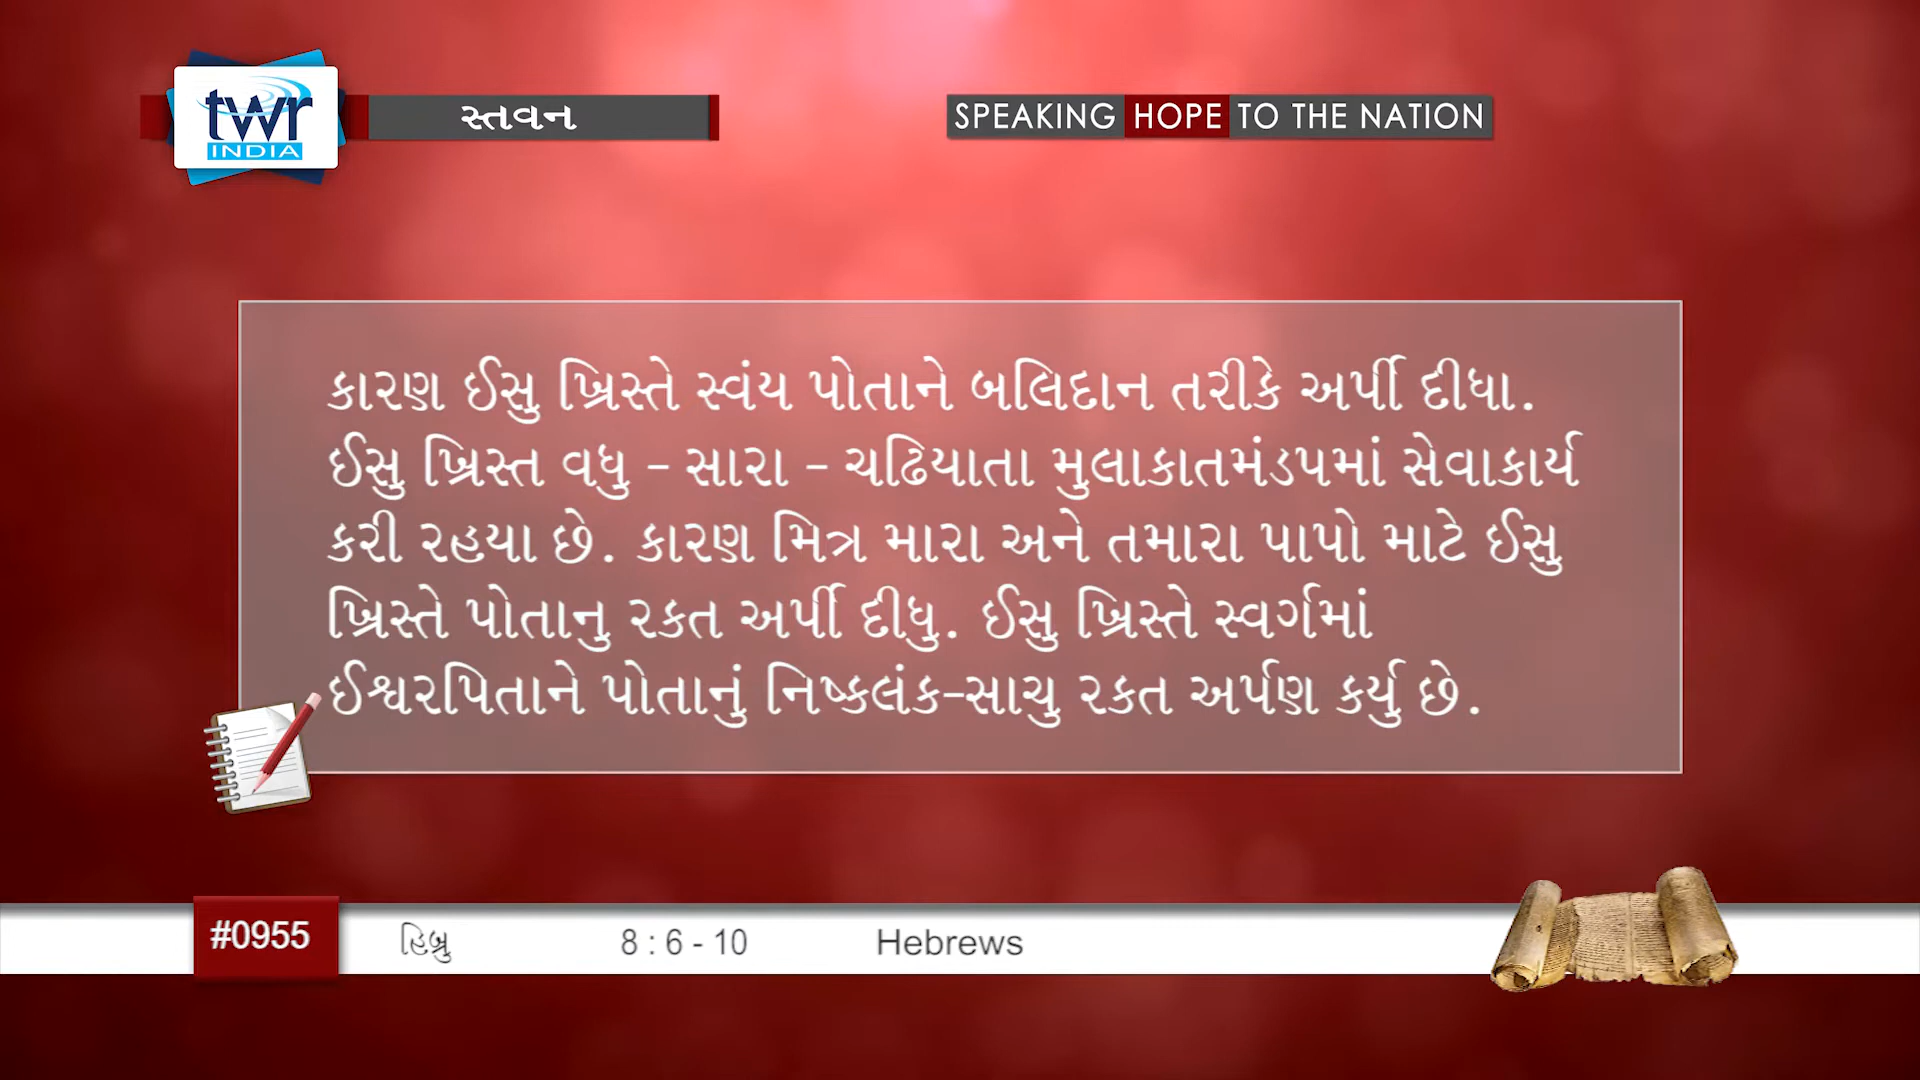 twr
INDIA
સ્તવન
SPEAKING HOPE TO THE NATION
કારણ ઈસુ ખ્રિસ્તે સ્વંય પોતાને બલિદાન તરીકે અર્પી દીધા.
ઈસુ ખ્રિસ્ત વધુ - સારા - ચઢિયાતા મુલાકાતમંડપમાં સેવાકાર્ય
કરી રહયા છે. કારણ મિત્ર મારા અને તમારા પાપો માટે ઈસુ
ખ્રિસ્તે પોતાનુ રકત અર્પી દીધુ. ઈસુ ખ્રિસ્તે સ્વર્ગમાં
ઈશ્વરપિતાને પોતાનું નિષ્કલંક-સાચુ રકત અર્પણ કર્યુ છે.
#0955 હિબ્રુ 8 : 6 - 10 Hebrews